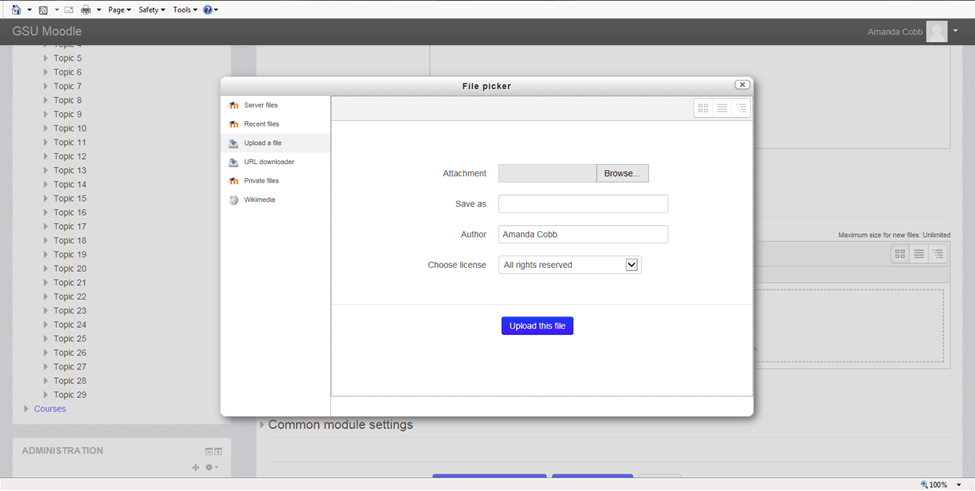 Page Safety Tools
GSU Moodle
Amanda Cobb
Topic 4
Topic 5
Topic 6
Topic 7
Topic 8
Topic 9
Topic 10
Topic 11
Topic 12
Topic 13
Topic 14
Topic 15
Topic 16
Topic 17
Topic 18
Topic 19
Topic 20
Topic 21
Topic 22
Topic 23
Topic 24
Topic 25
Topic 26
Topic 27
Topic 28
Topic 29
Courses
ADMINISTRATION
File picker
Server files
Recent files
Upload a file
URL downloader
Private files
Wikimedia
Attachment Browse...
Save as
Author Amanda Cobb
Choose license All rights reserved
Upload this file
Maximum size for new files: Unlimited
Common module settings
100%